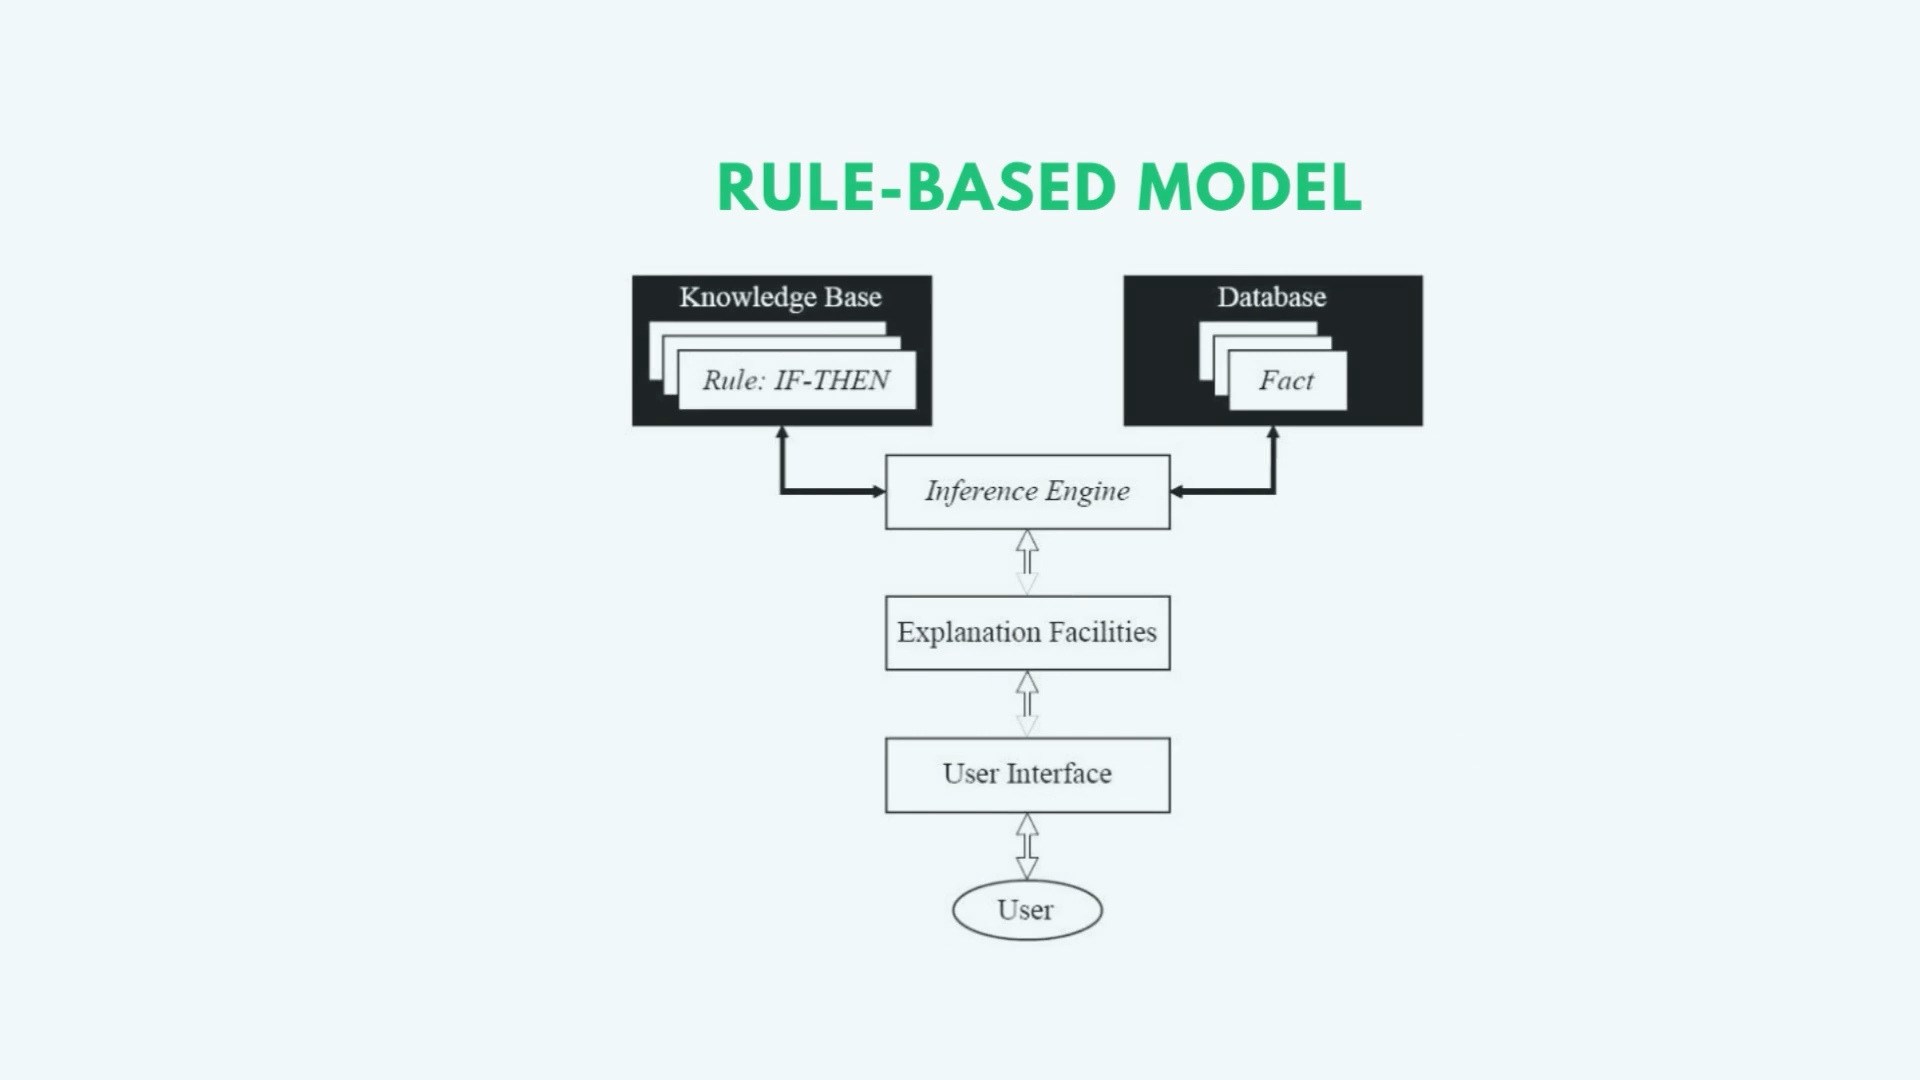 RULE-BASED MODEL
Knowledge Base
Rule: IF-THEN
Database
Fact
Inference Engine
Explanation Facilities
User Interface
User